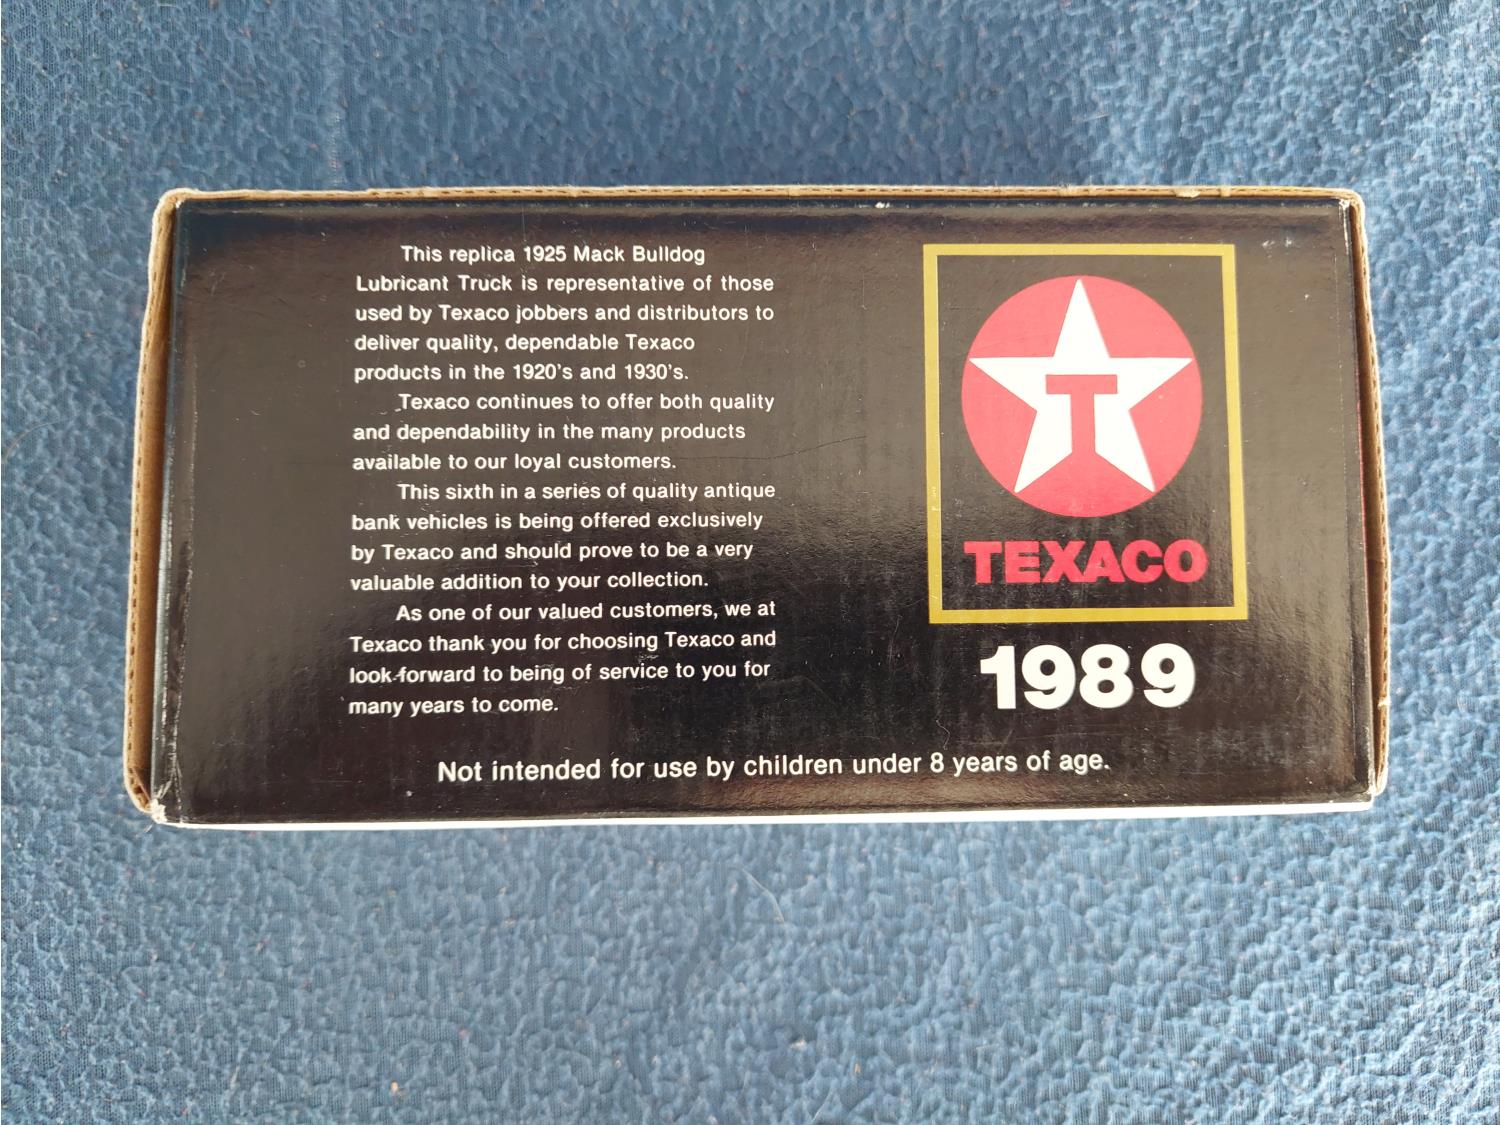 This replica 1925 Mack Bulldog
Lubricant Truck is representative of those
used by Texaco jobbers and distributors to
deliver quality, dependable Texaco
products in the 1920's and 1930's.
Texaco continues to offer both quality
and dependability in the many products
available to our loyal customers.
This sixth in a series of quality antique
bank vehicles is being offered exclusively
by Texaco and should prove to be a very
valuable addition to your collection.
As one of our valued customers, we at
Texaco thank you for choosing Texaco and
look forward to being of service to you for
many years to come.
T
TEXACO
1989
Not intended for use by children under 8 years of age.